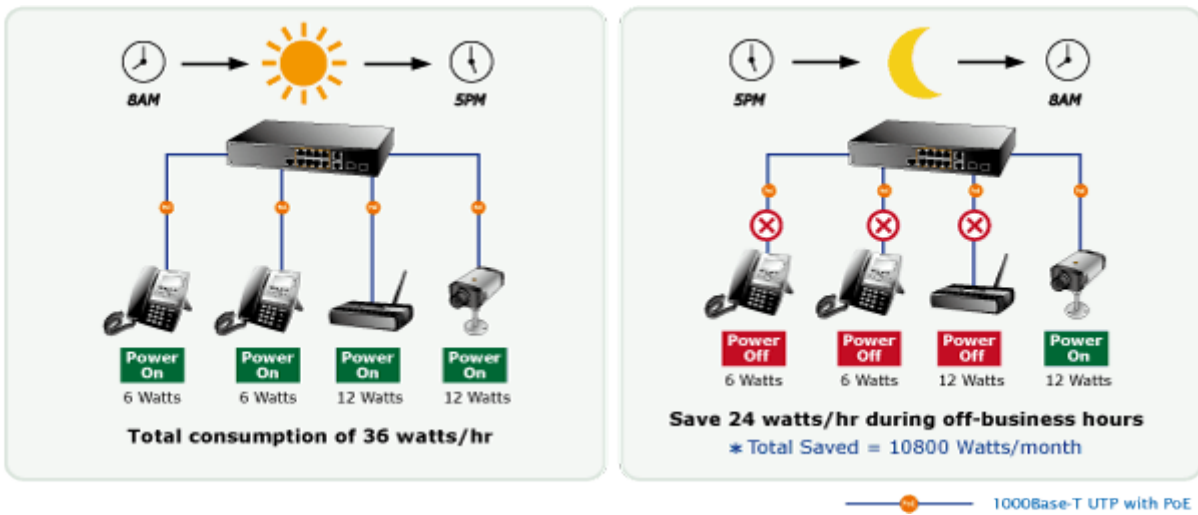 8AM
5PM
Power
On
6 Watts
Power
On
6 Watts
Power
On
12 Watts
Power
On
12 Watts
Total consumption of 36 watts/hr
5PM
8AM
Power
Off
6 Watts
Power
Off
6 Watts
Power
Off
12 Watts
Power
On
12 Watts
Save 24 watts/hr during off-business hours
* Total Saved = 10800 Watts/month
PoE
1000Base-T UTP with PoE